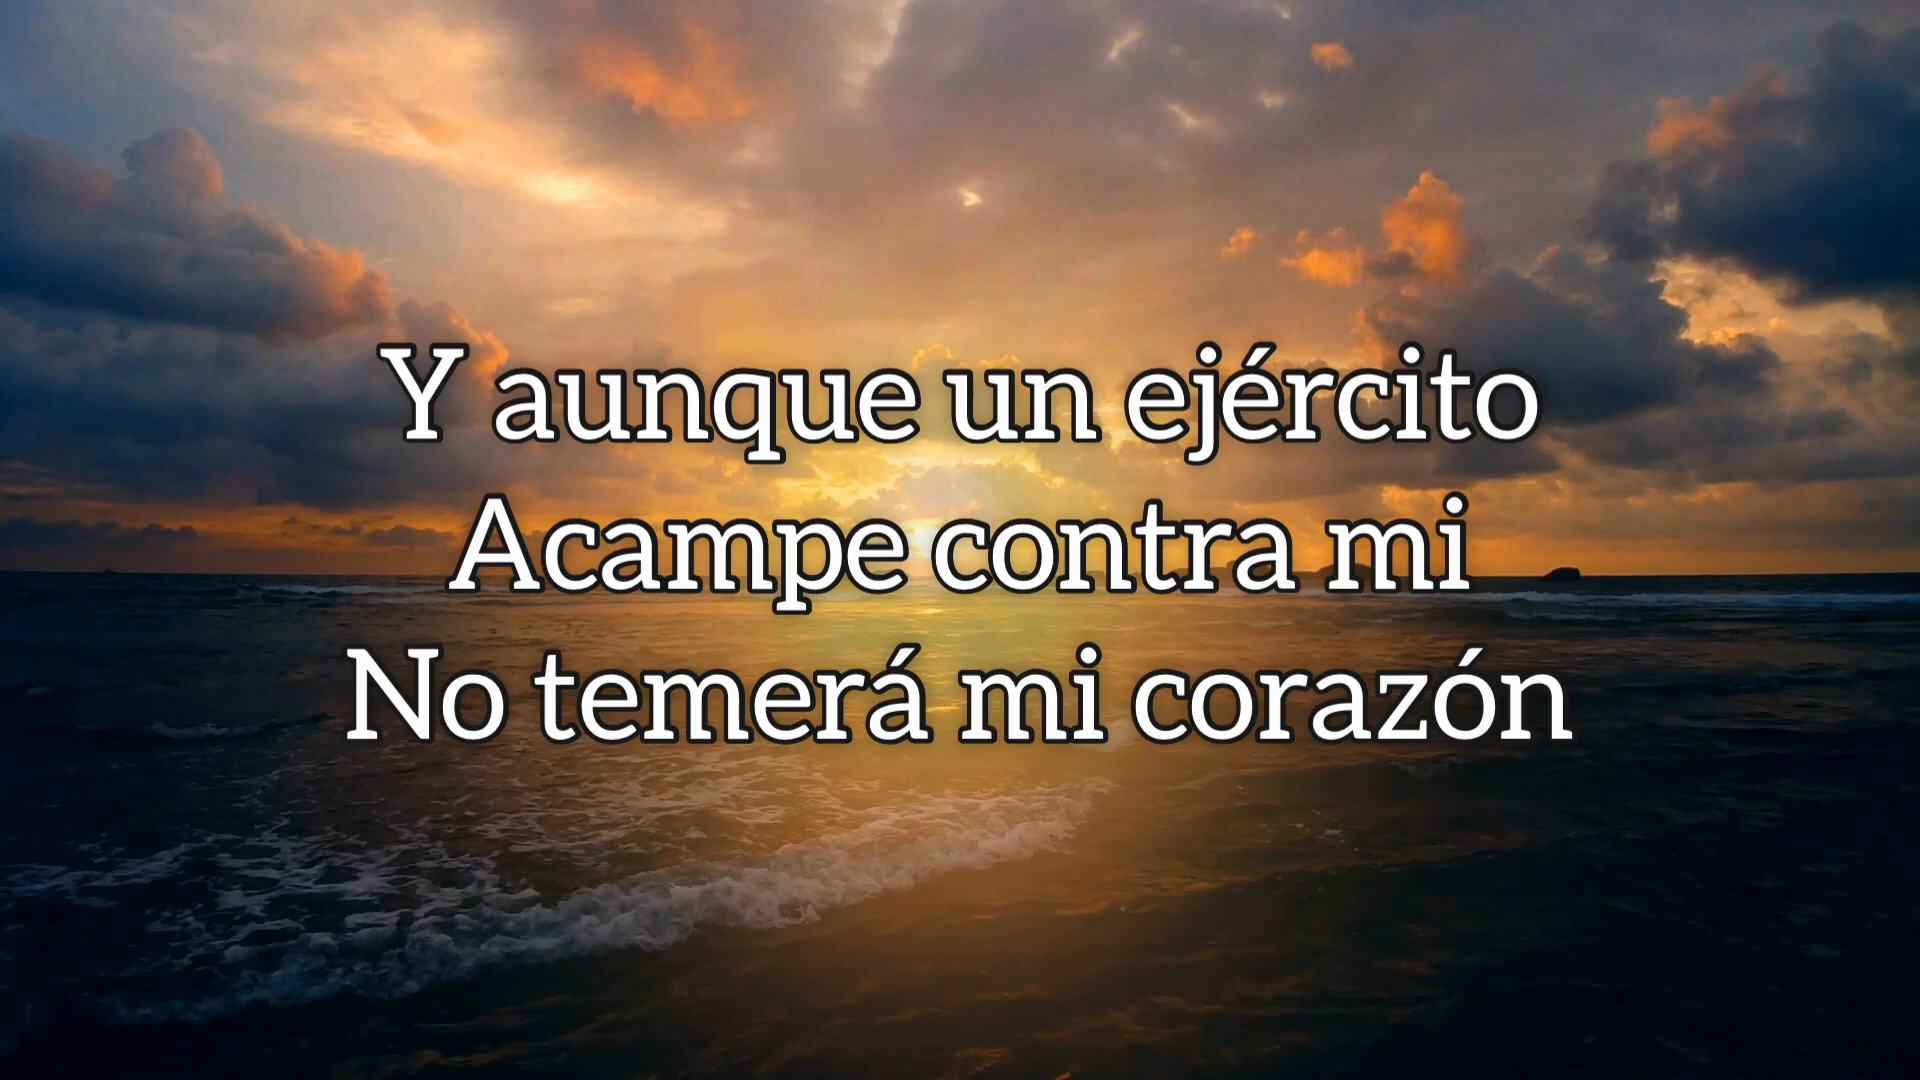 Y aunque un ejército
Acampe contra mi
No temerá mi corazón